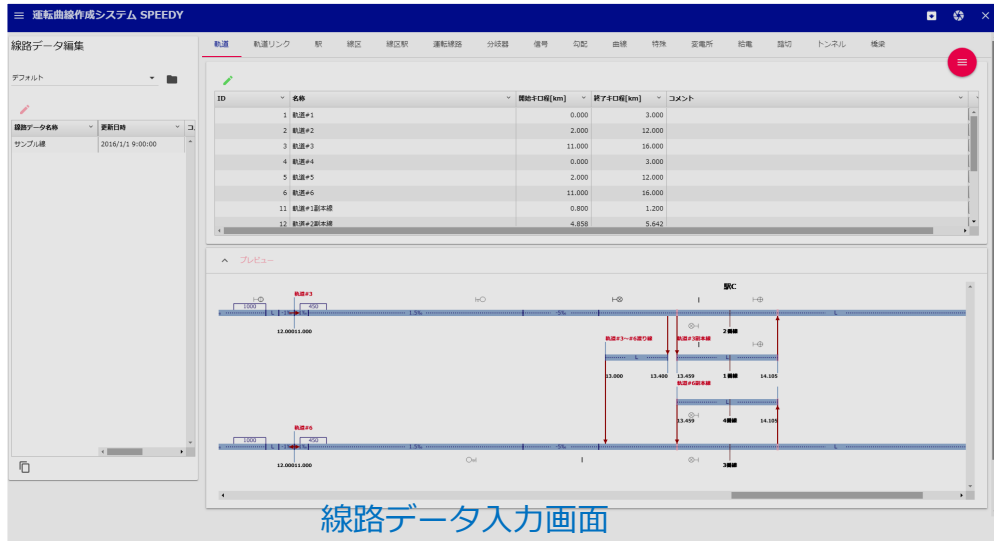 運転曲線作成システム SPEEDY
線路データ編集
デフォルト
線路データ名称 更新日時 コ
サンプル線 2016/1/1 9:00:00
軌道 軌道リンク 駅 線区 線区駅 運転線路 分岐器 信号 勾配 曲線 特殊 変電所 給電 踏切 トンネル 橋梁
ID 名称 開始キロ程[km] 終了キロ程[km] コメント
1 軌道#1 0.000 3.000
2 軌道#2 2.000 12.000
3 軌道#3 11.000 16.000
4 軌道#4 0.000 3.000
5 軌道#5 2.000 12.000
6 軌道#6 11.000 16.000
11 軌道#1副本線 0.800 1.200
12 軌道#2副本線 4.858 5.642
プレビュー
駅C
軌道#3
1000 450
L 1.5‰ -5‰ L
12.000 11.000
2番線
軌道#3～#6渡り線 軌道#3副本線
L L
13.000 13.400 13.459 1番線 14.105
軌道#6副本線
L
13.459 4番線 14.105
軌道#6
1000 450
L 1.5‰ -5‰ L
12.000 11.000
3番線
線路データ入力画面